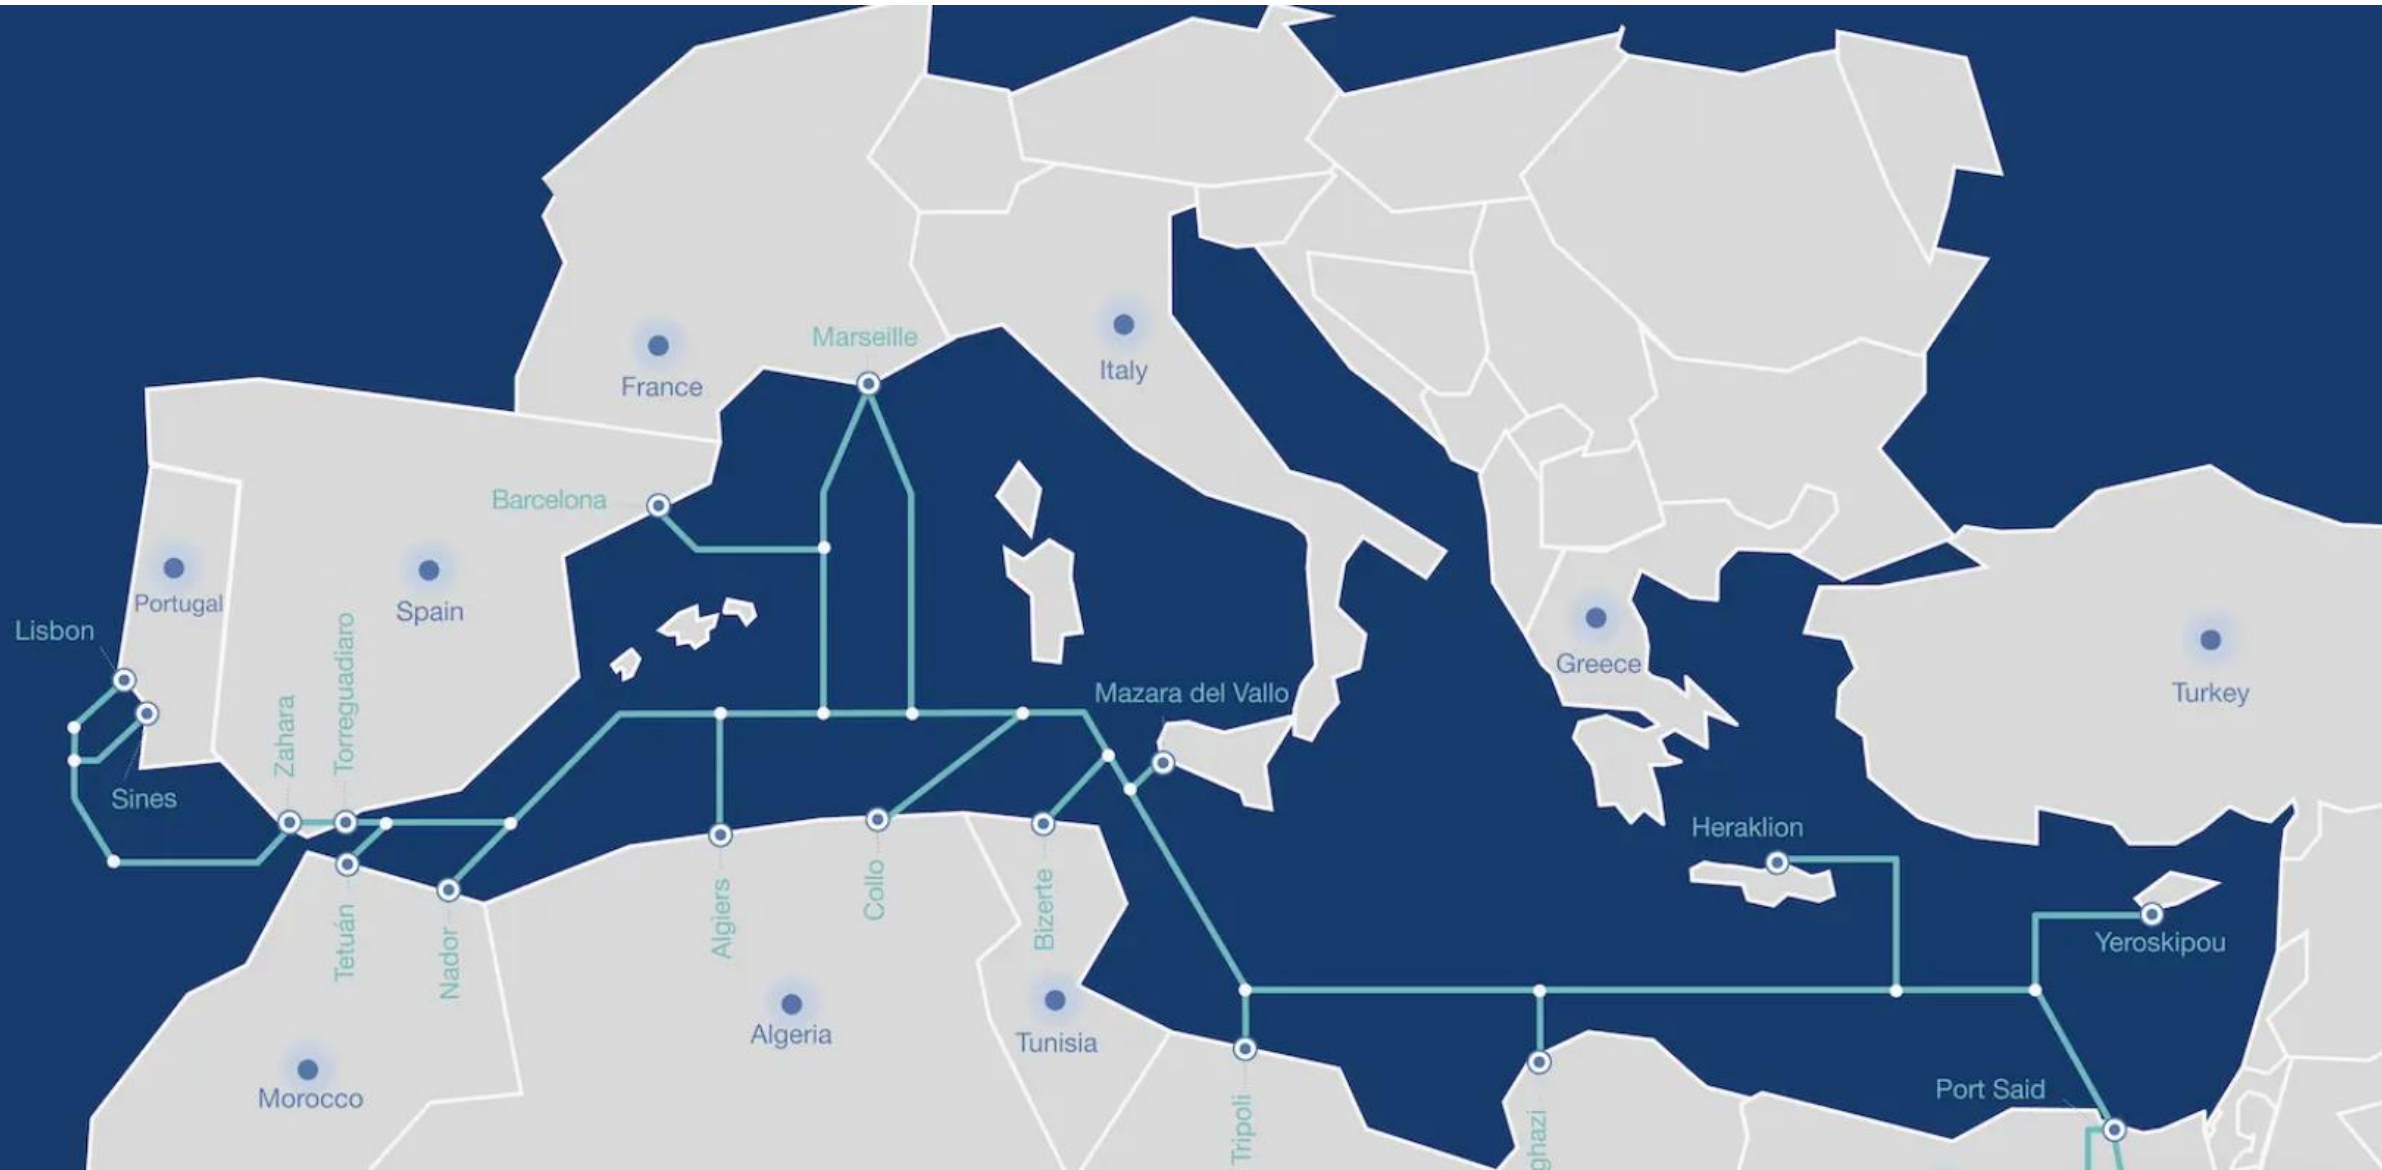 Marseille
Italy
France
Barcelona
Portugal
Spain
Lisbon
Greece
Turkey
Mazara del Vallo
Torreguadiaro
Zahara
Sines
Heraklion
Yeroskipou
Tetuán
Nador
Algiers
Collo
Bizerte
Algeria
Tunisia
Morocco
Port Said
Tripoli
ghazi